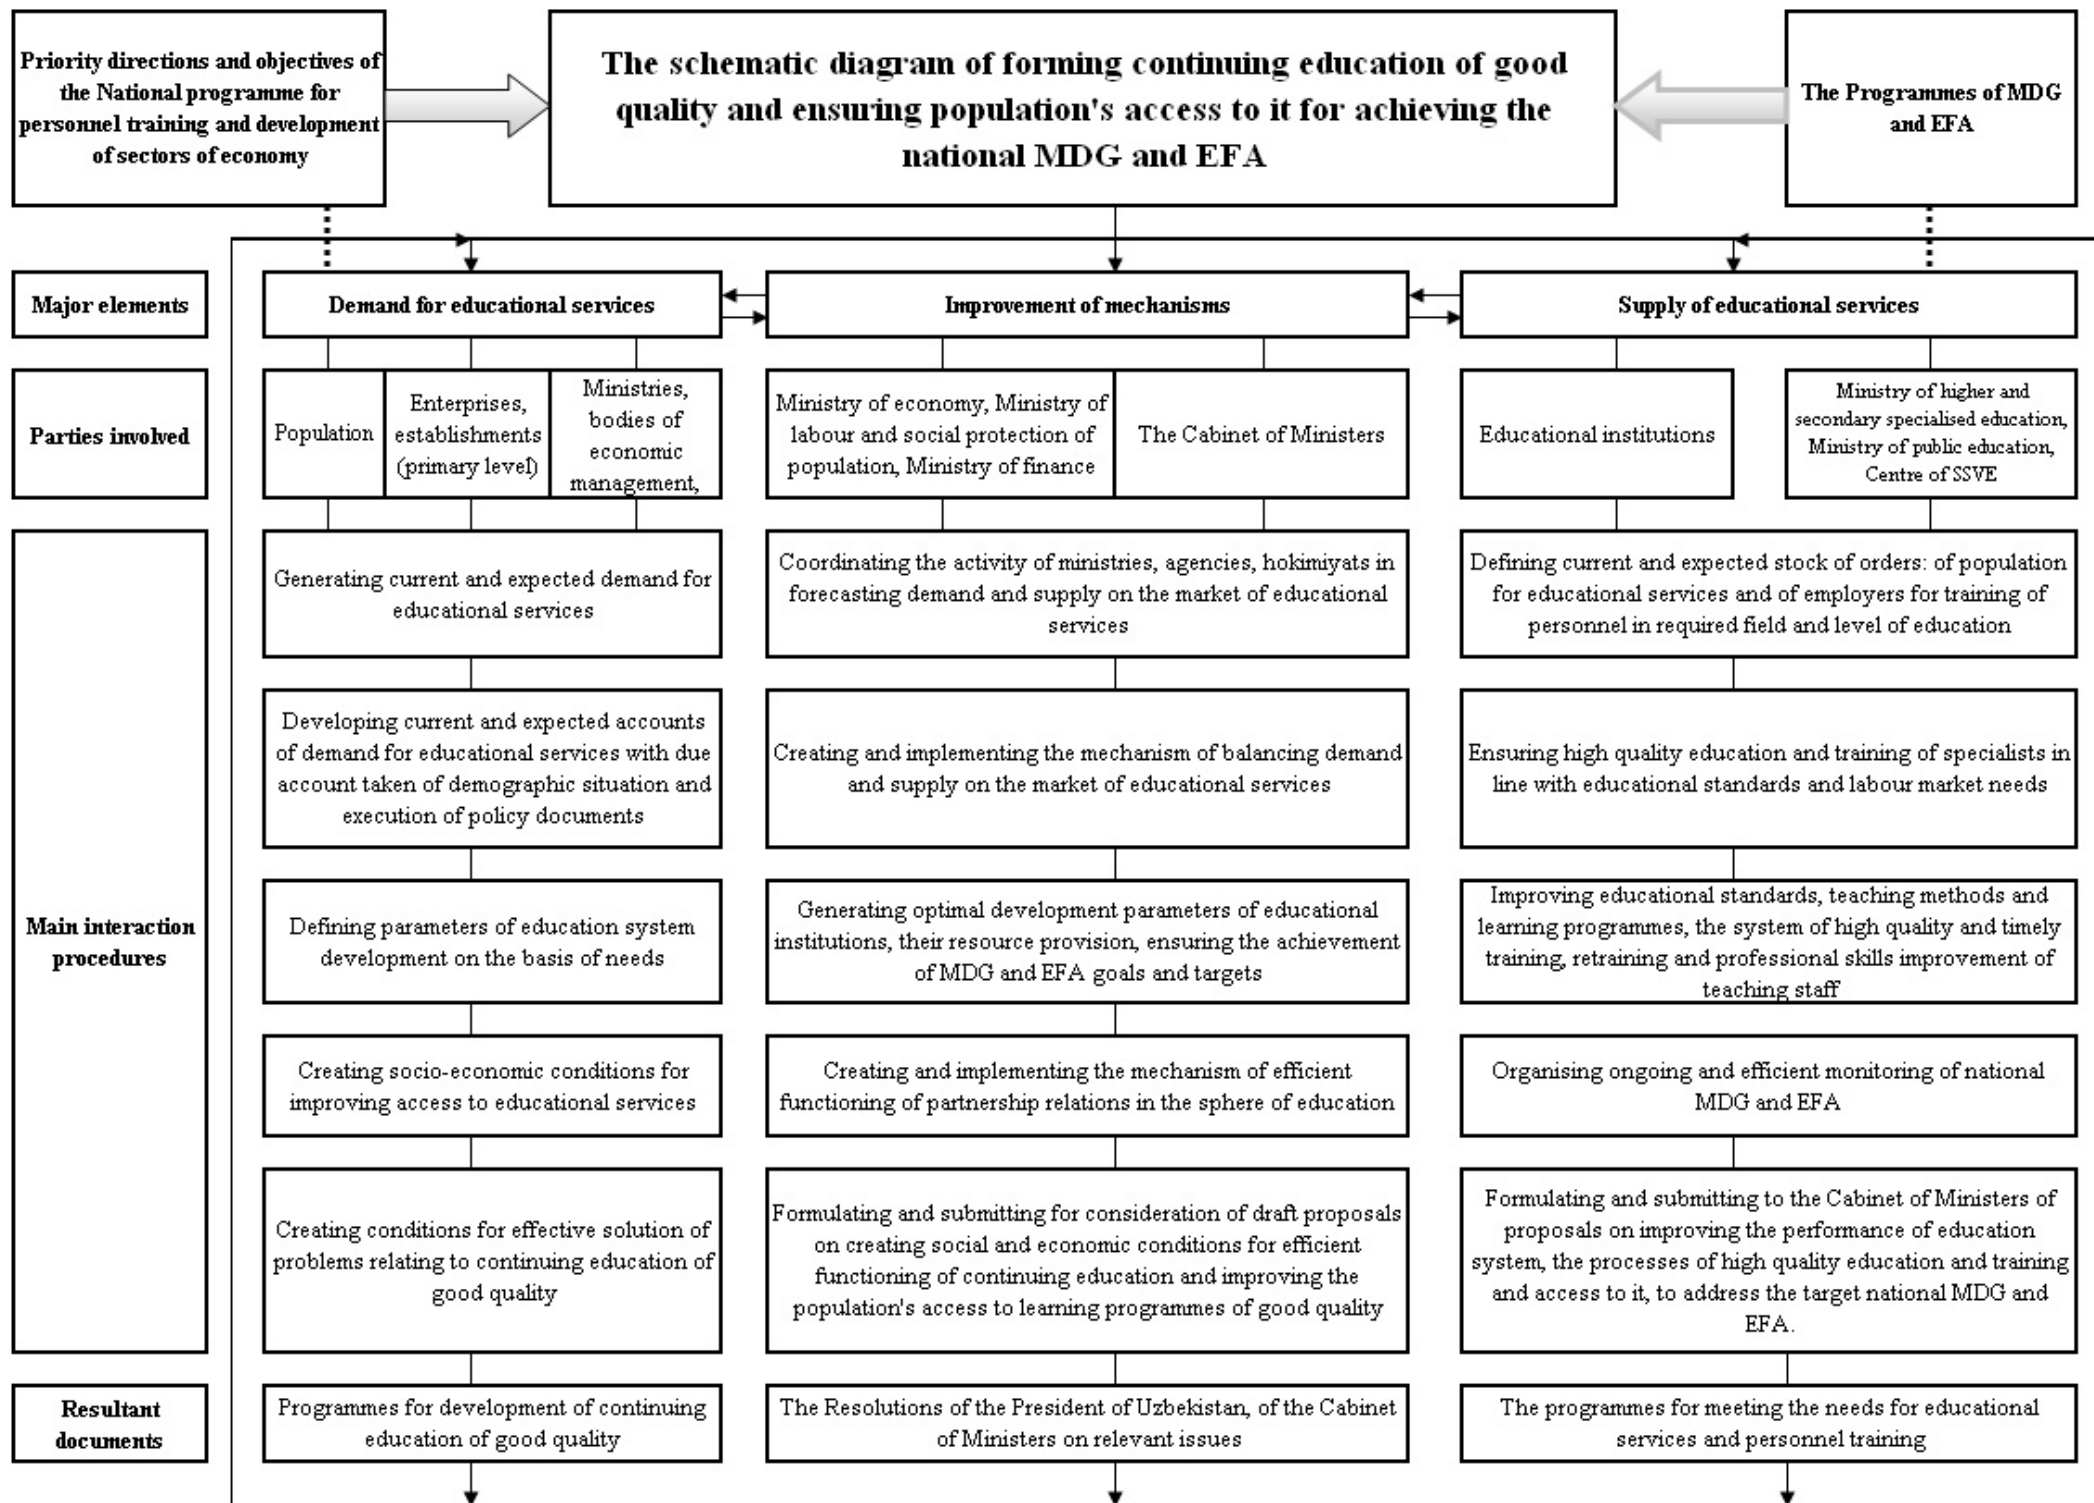 Priority directions and objectives of
the National programme for
personnel training and development
of sectors of economy
The schematic diagram of forming continuing education of good
quality and ensuring population's access to it for achieving the
national MDG and EFA
The Programmes of MDG
and EFA
Major elements
Demand for educational services
Improvement of mechanisms
Supply of educational services
Parties involved
Population
Enterprises,
establishments
(primary level)
Ministries,
bodies of
economic
management,
Ministry of economy, Ministry of
labour and social protection of
population, Ministry of finance
The Cabinet of Ministers
Educational institutions
Ministry of higher and
secondary specialised education,
Ministry of public education,
Centre of SSVE
Main interaction
procedures
Generating current and expected demand for
educational services
Coordinating the activity of ministries, agencies, hokimiyats in
forecasting demand and supply on the market of educational
services
Defining current and expected stock of orders: of population
for educational services and of employers for training of
personnel in required field and level of education
Developing current and expected accounts
of demand for educational services with due
account taken of demographic situation and
execution of policy documents
Creating and implementing the mechanism of balancing demand
and supply on the market of educational services
Ensuring high quality education and training of specialists in
line with educational standards and labour market needs
Defining parameters of education system
development on the basis of needs
Generating optimal development parameters of educational
institutions, their resource provision, ensuring the achievement
of MDG and EFA goals and targets
Improving educational standards, teaching methods and
learning programmes, the system of high quality and timely
training, retraining and professional skills improvement of
teaching staff
Creating socio-economic conditions for
improving access to educational services
Creating and implementing the mechanism of efficient
functioning of partnership relations in the sphere of education
Organising ongoing and efficient monitoring of national
MDG and EFA
Creating conditions for effective solution of
problems relating to continuing education of
good quality
Formulating and submitting for consideration of draft proposals
on creating social and economic conditions for efficient
functioning of continuing education and improving the
population's access to learning programmes of good quality
Formulating and submitting to the Cabinet of Ministers of
proposals on improving the performance of education
system, the processes of high quality education and training
and access to it, to address the target national MDG and
EFA.
Resultant
documents
Programmes for development of continuing
education of good quality
The Resolutions of the President of Uzbekistan, of the Cabinet
of Ministers on relevant issues
The programmes for meeting the needs for educational
services and personnel training